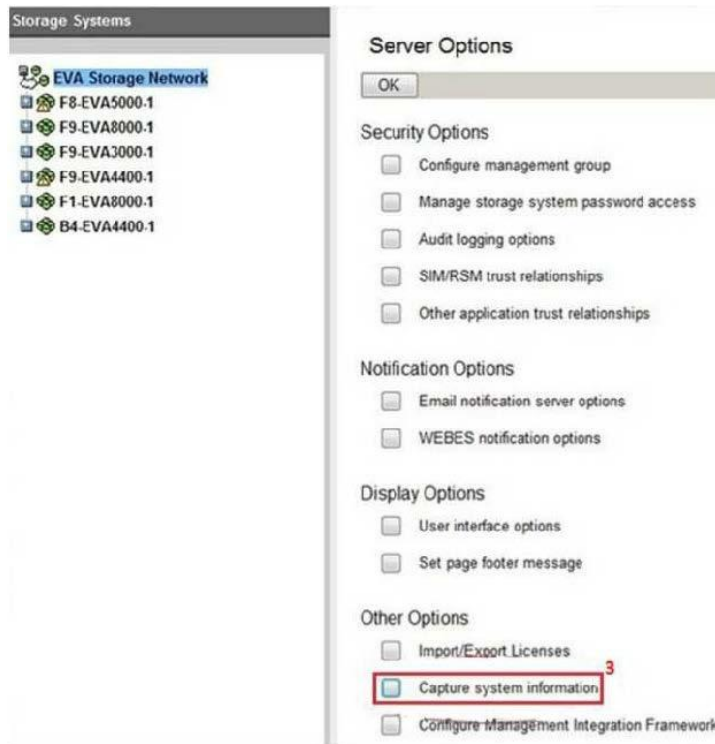 Storage Systems
EVA Storage Network
F8-EVA5000-1
F9-EVA8000-1
F9-EVA3000-1
F9-EVA4400-1
F1-EVA8000-1
B4-EVA4400-1
Server Options
OK
Security Options
Configure management group
Manage storage system password access
Audit logging options
SIM/RSM trust relationships
Other application trust relationships
Notification Options
Email notification server options
WEBES notification options
Display Options
User interface options
Set page footer message
Other Options
Import/Export Licenses
3
Capture system information
Configure Management Integration Framework